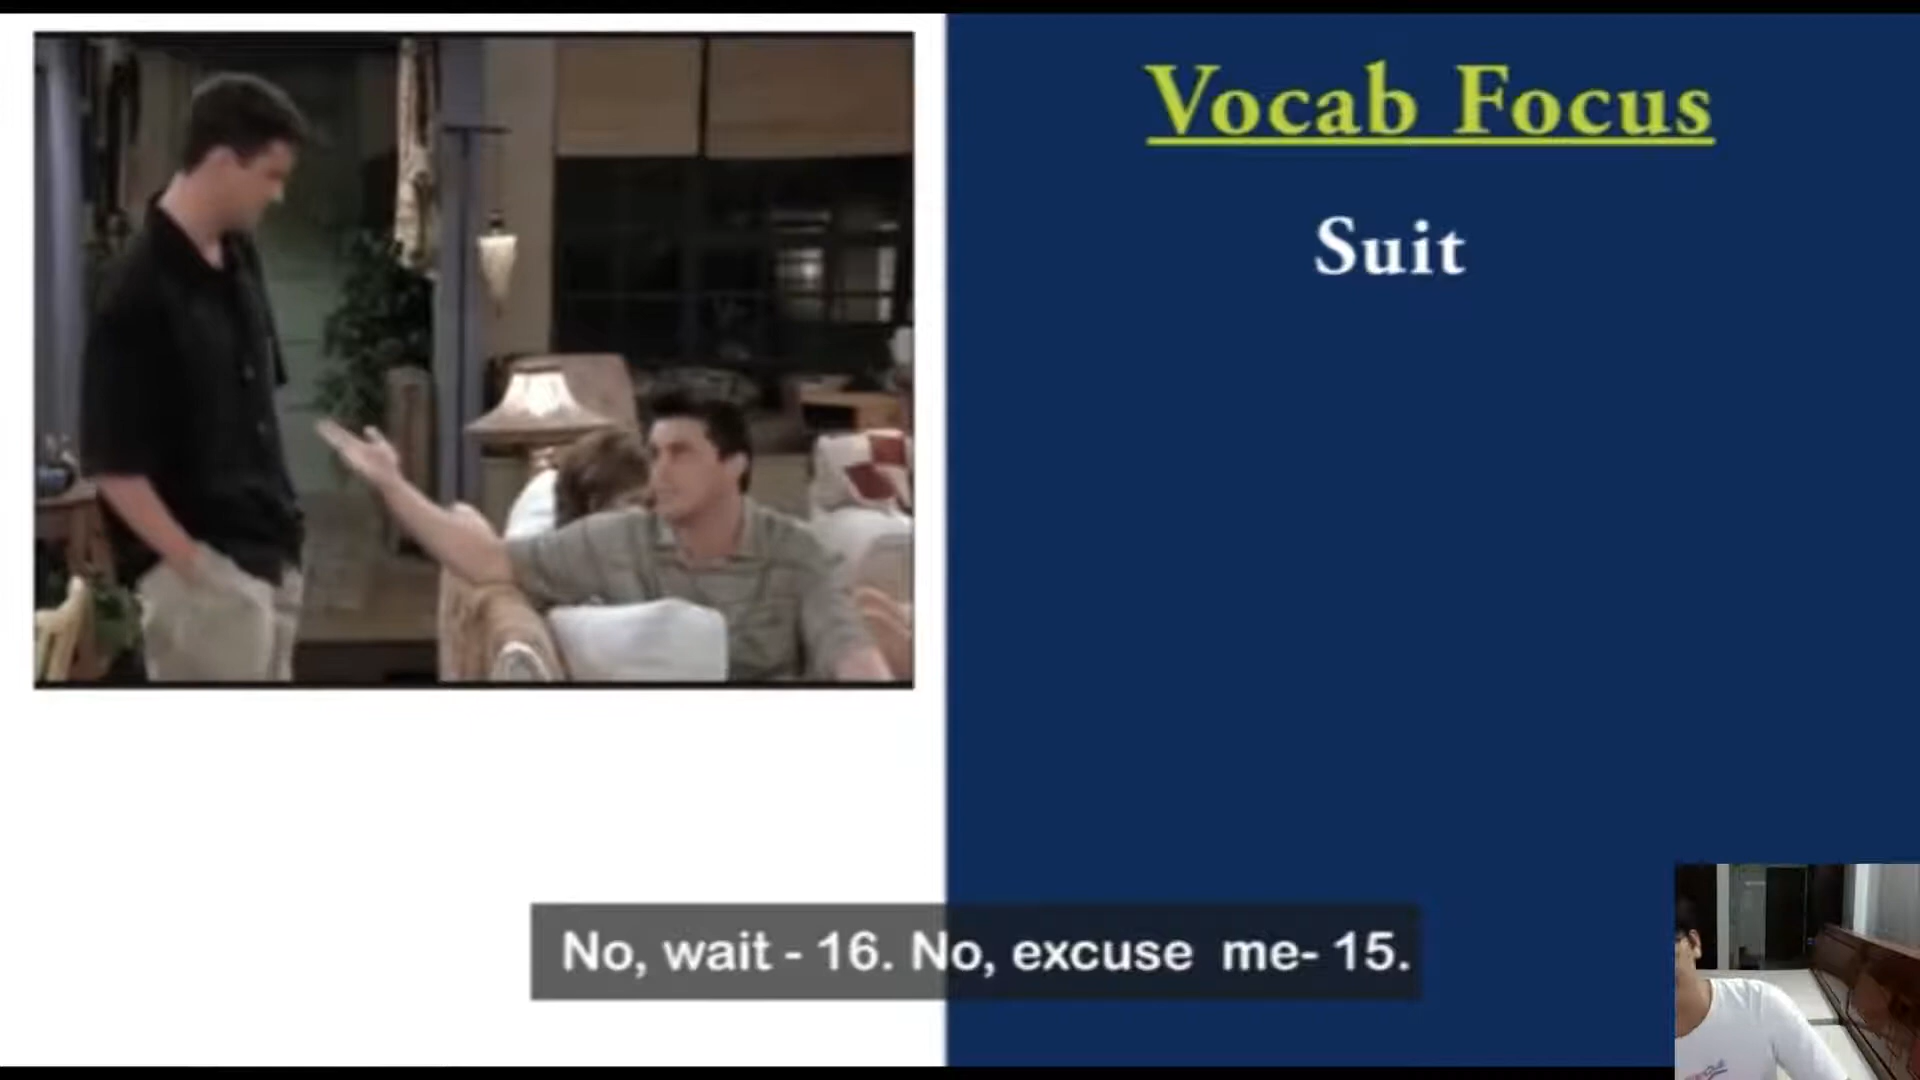 Vocab Focus
Suit
No, wait - 16. No, excuse me- 15.